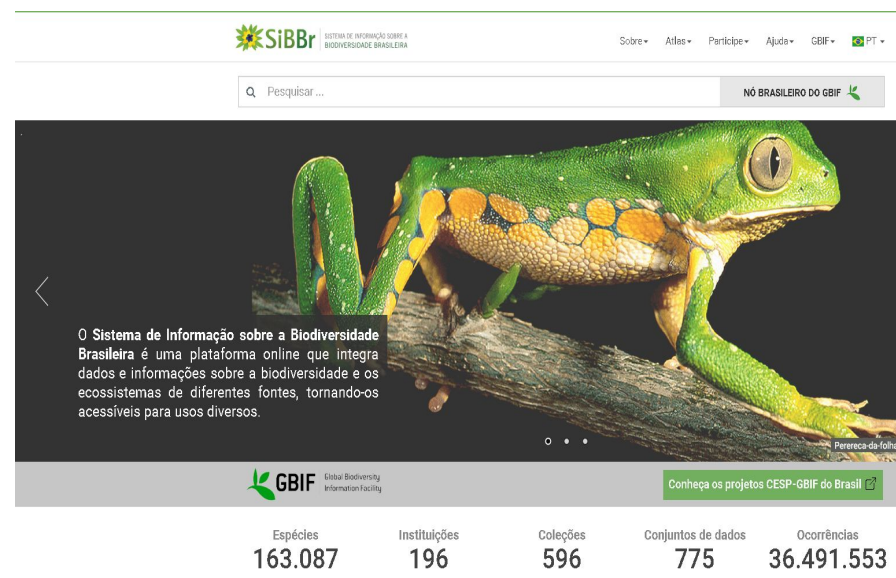 SiBBr
SISTEMA DE INFORMAÇÃO SOBRE A
BIODIVERSIDADE BRASILEIRA
Sobre Atlas Participe Ajuda GBIF PT
Pesquisar ...
NÓ BRASILEIRO DO GBIF
O Sistema de Informação sobre a Biodiversidade
Brasileira é uma plataforma online que integra
dados e informações sobre a biodiversidade e os
ecossistemas de diferentes fontes, tornando-os
acessíveis para usos diversos.
Perereca-da-folha
GBIF
Global Biodiversity
Information Facility
Conheça os projetos CESP-GBIF do Brasil
Espécies Instituições Coleções Conjuntos de dados Ocorrências
163.087 196 596 775 36.491.553